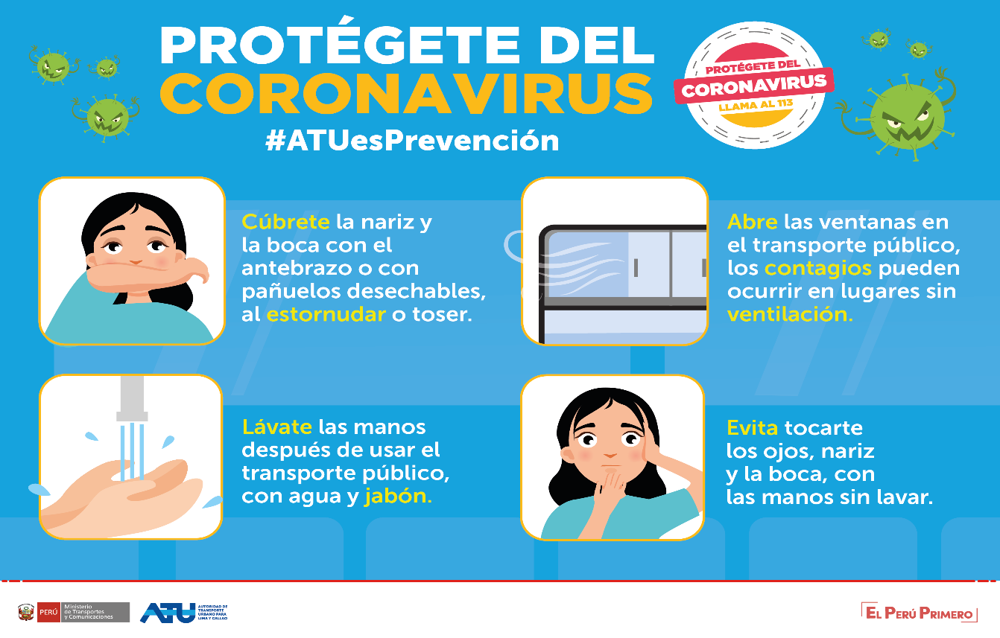 PROTÉGETE DEL
CORONAVIRUS
#ATUesPrevención
PROTÉGETE DEL
CORONAVIRUS
LLAMA AL 113
Cúbrete la nariz y
la boca con el
antebrazo o con
pañuelos desechables,
al estornudar o toser.
Abre las ventanas en
el transporte público,
los contagios pueden
ocurrir en lugares sin
ventilación.
Lávate las manos
después de usar el
transporte público,
con agua y jabón.
Evita tocarte
los ojos, nariz
y la boca, con
las manos sin lavar.
PERÚ
Ministerio
de Transportes
y Comunicaciones
ATU
AUTORIDAD DE
TRANSPORTE
URBANO PARA
LIMA Y CALLAO
EL PERÚ PRIMERO